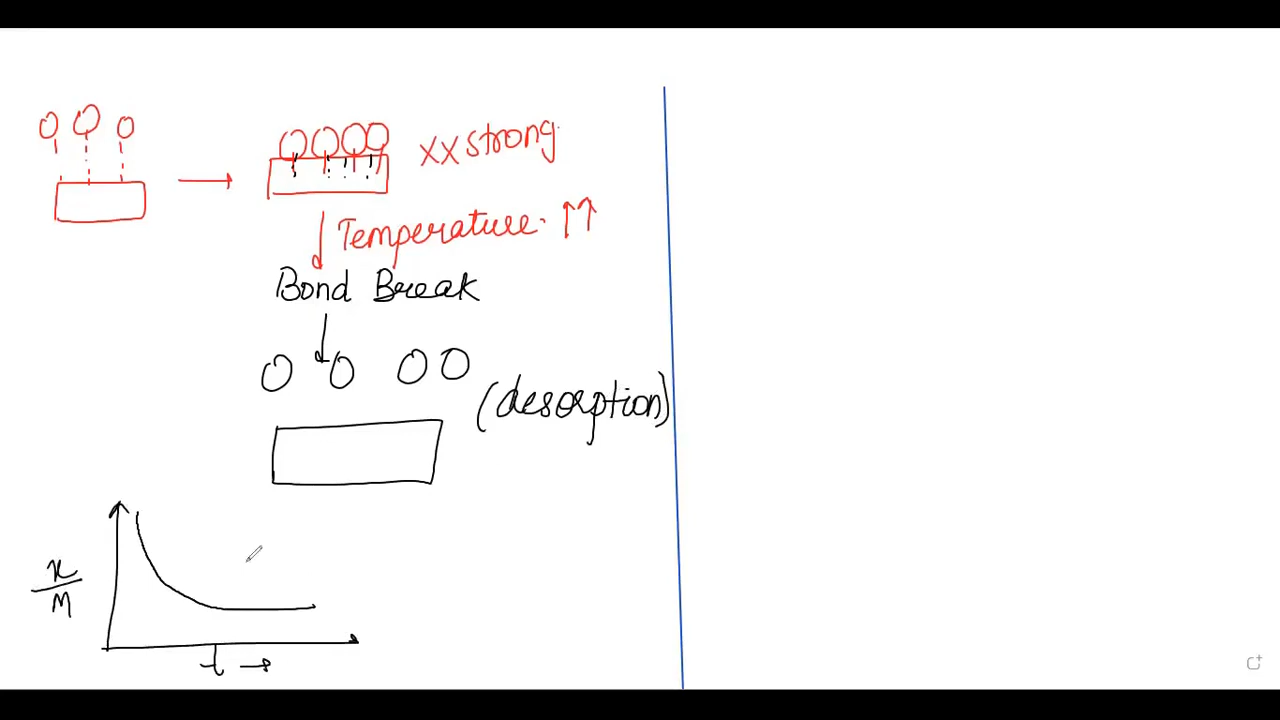 xx strong
Temperature. ↑↑
Bond Break
(desorption)
x/M
t →